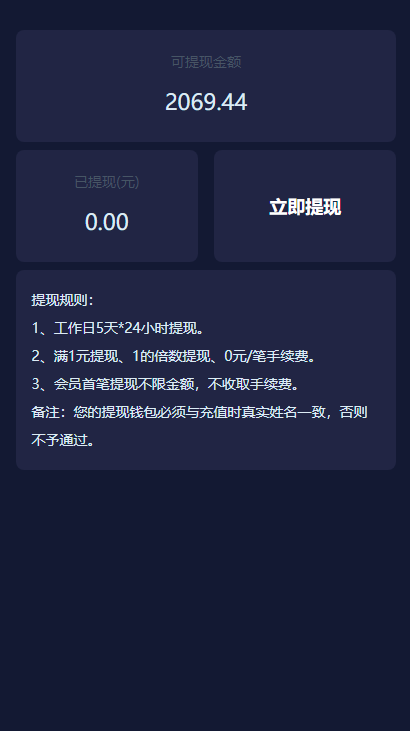 可提现金额
2069.44
已提现(元)
0.00
立即提现
提现规则：
1、工作日5天*24小时提现。
2、满1元提现、1的倍数提现、0元/笔手续费。
3、会员首笔提现不限金额，不收取手续费。
备注：您的提现钱包必须与充值时真实姓名一致，否则
不予通过。